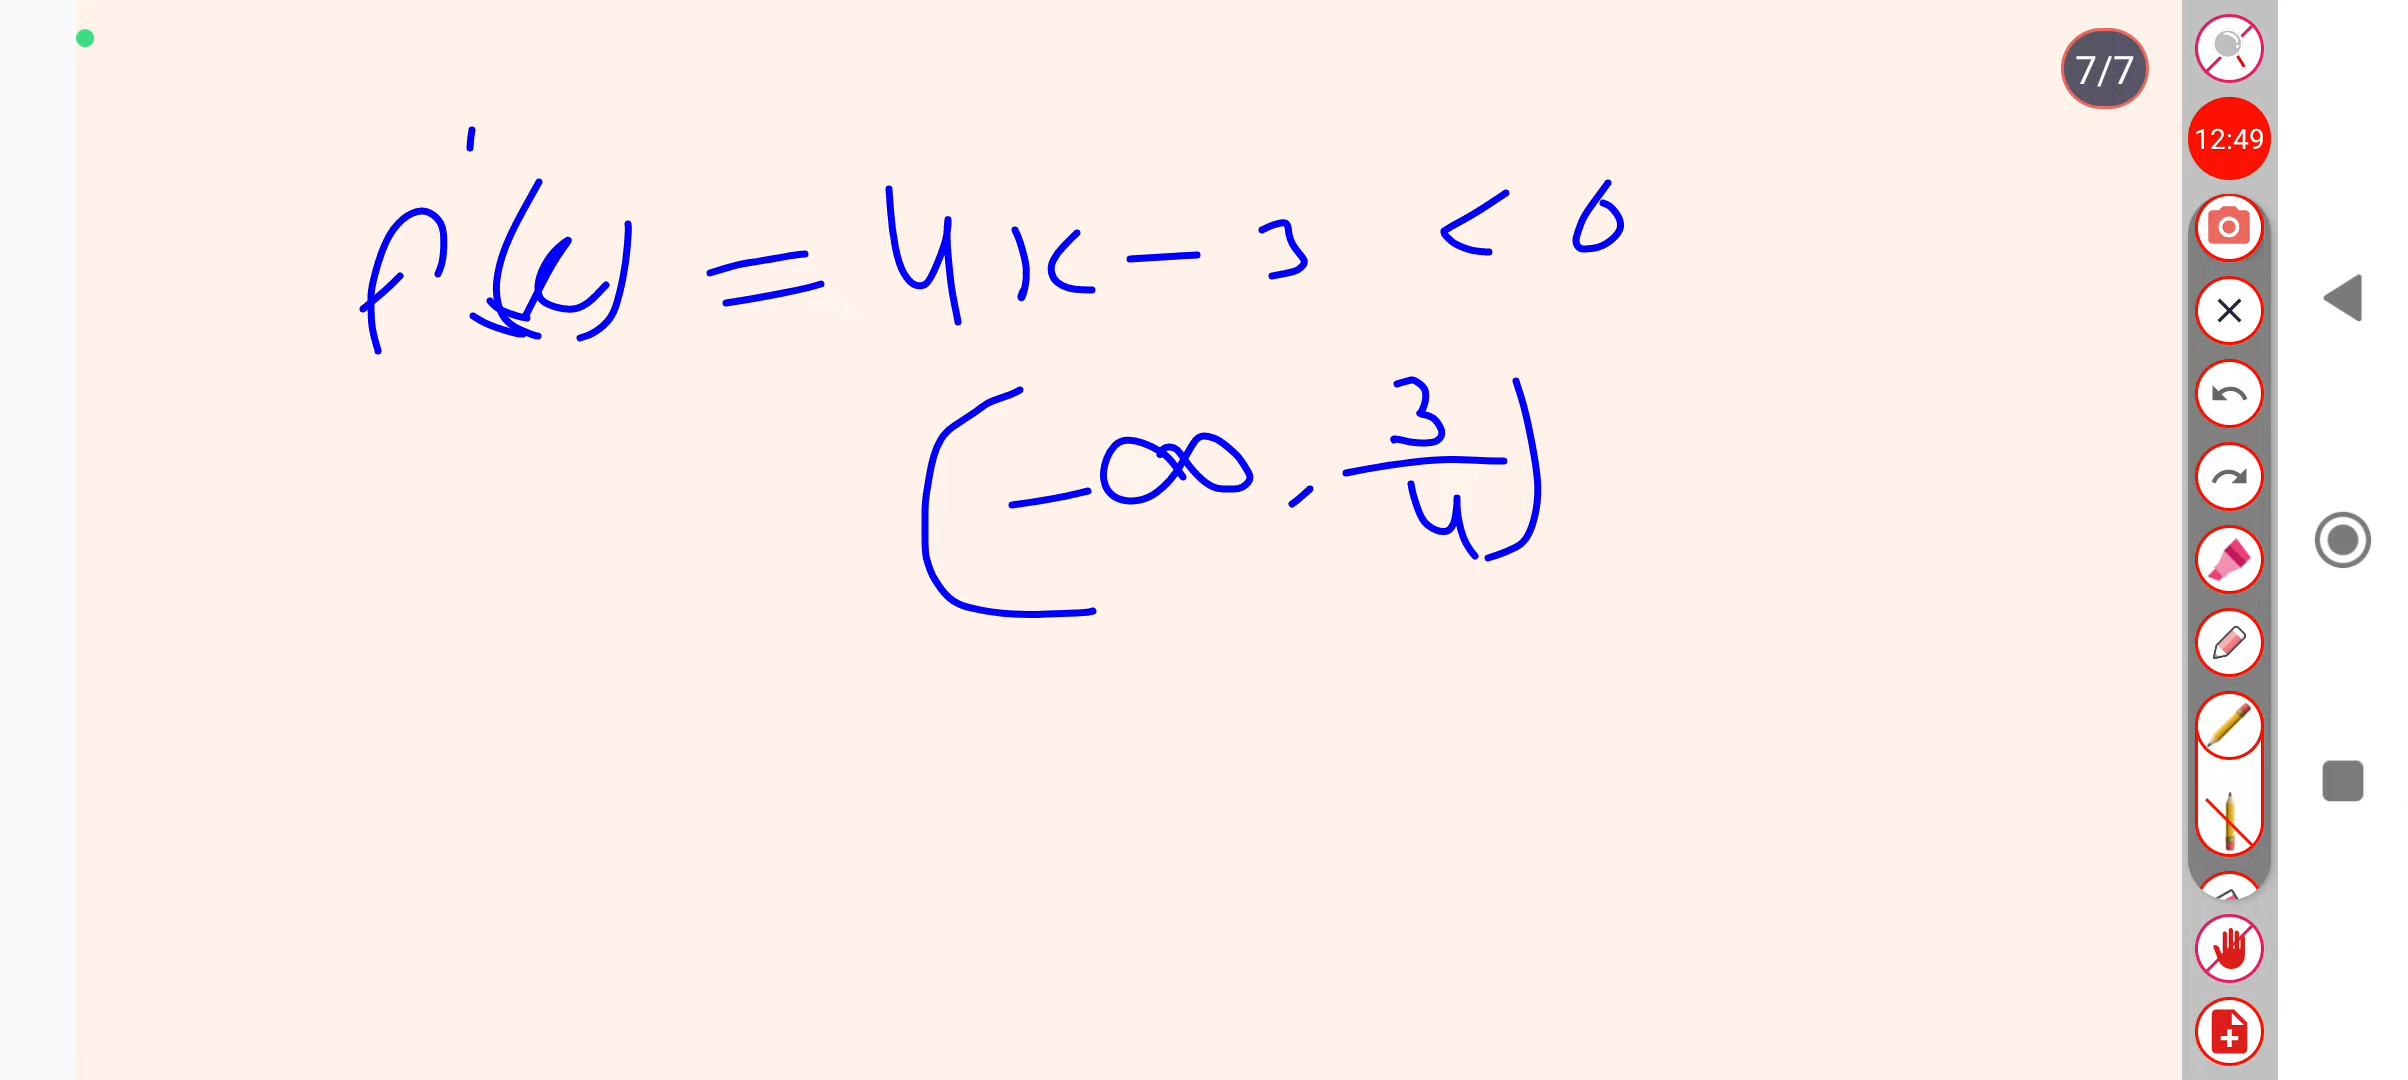 7/7
12:49
f'(x) = 4x - 3 < 0
(-∞, 3/4)